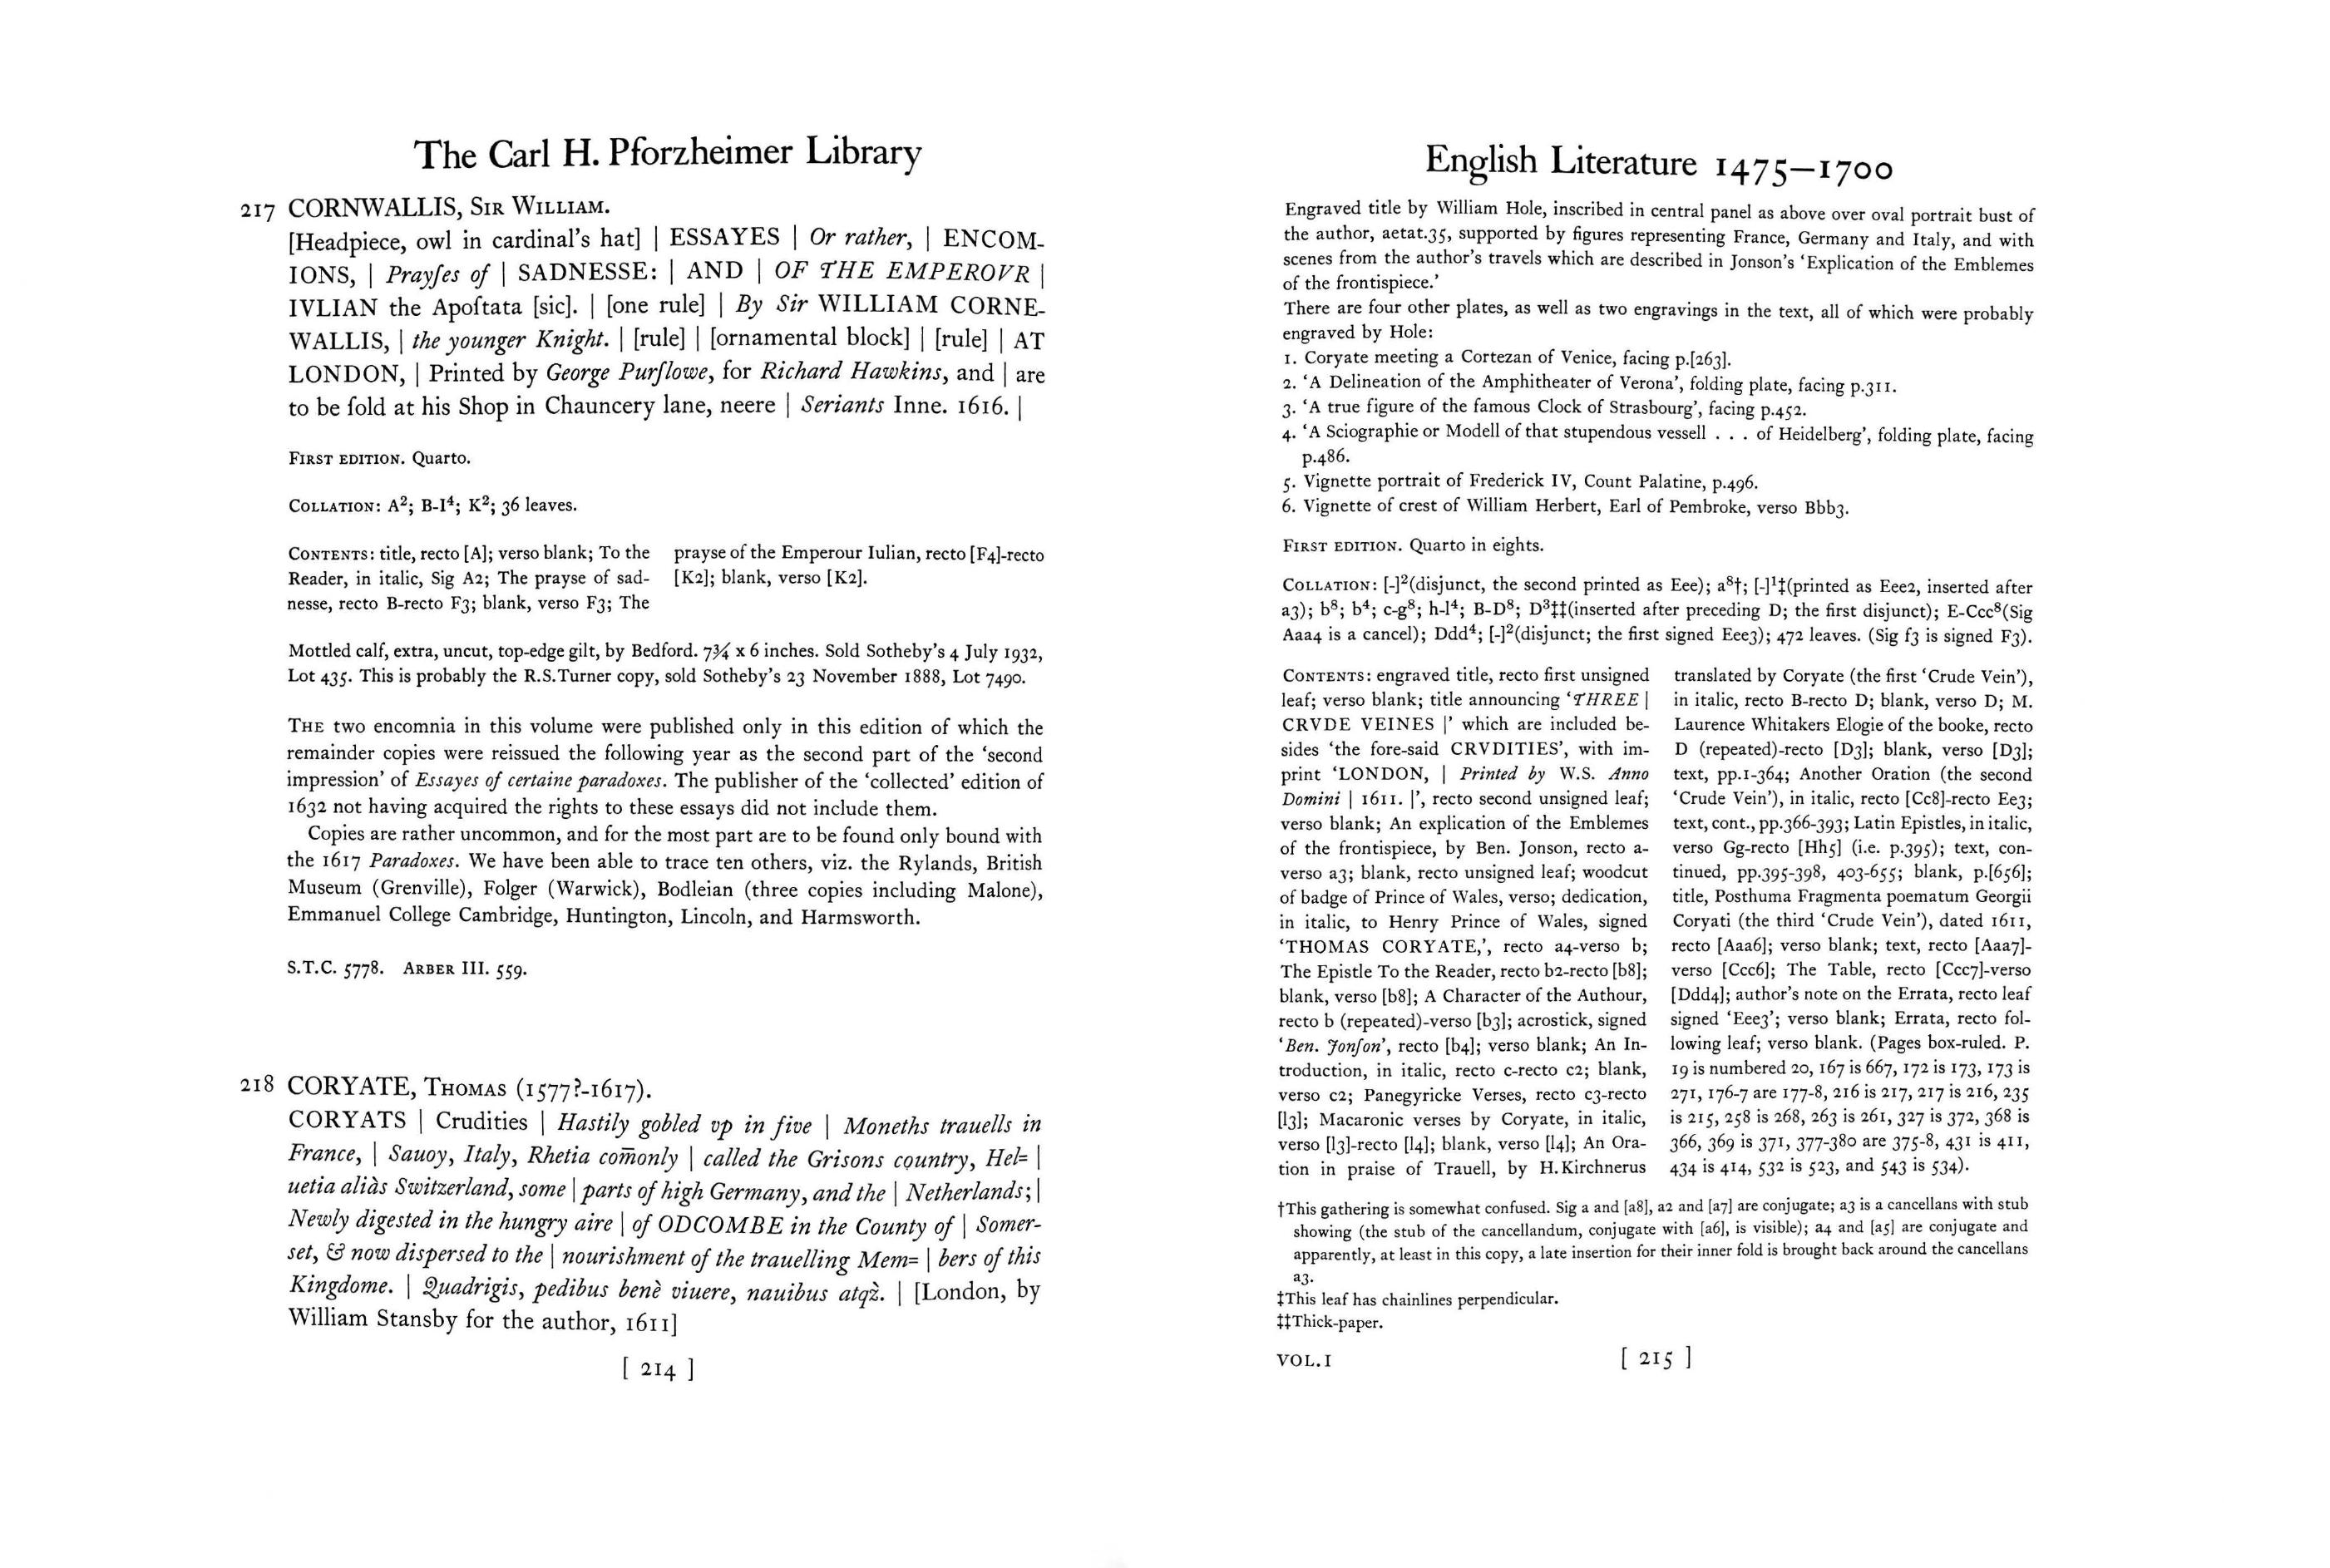 The Carl H. Pforzheimer Library
217 CORNWALLIS, SIR WILLIAM.
[Headpiece, owl in cardinal's hat] | ESSAYES | Or rather, | ENCOM-
IONS, | Prayſes of | SADNESSE: | AND | OF THE EMPEROVR |
IVLIAN the Apoſtata [sic]. | [one rule] | By Sir WILLIAM CORNE-
WALLIS, | the younger Knight. | [rule] | [ornamental block] | [rule] | AT
LONDON, | Printed by George Purſlowe, for Richard Hawkins, and | are
to be ſold at his Shop in Chauncery lane, neere | Seriants Inne. 1616. |
FIRST EDITION. Quarto.
COLLATION: A²; B-I⁴; K²; 36 leaves.
CONTENTS: title, recto [A]; verso blank; To the
Reader, in italic, Sig A2; The prayse of sad-
nesse, recto B-recto F3; blank, verso F3; The
prayse of the Emperour Iulian, recto [F4]-recto
[K2]; blank, verso [K2].
Mottled calf, extra, uncut, top-edge gilt, by Bedford. 7¾ x 6 inches. Sold Sotheby's 4 July 1932,
Lot 435. This is probably the R.S.Turner copy, sold Sotheby's 23 November 1888, Lot 7490.
THE two encomnia in this volume were published only in this edition of which the
remainder copies were reissued the following year as the second part of the 'second
impression' of Essayes of certaine paradoxes. The publisher of the 'collected' edition of
1632 not having acquired the rights to these essays did not include them.
Copies are rather uncommon, and for the most part are to be found only bound with
the 1617 Paradoxes. We have been able to trace ten others, viz. the Rylands, British
Museum (Grenville), Folger (Warwick), Bodleian (three copies including Malone),
Emmanuel College Cambridge, Huntington, Lincoln, and Harmsworth.
S.T.C. 5778. ARBER III. 559.
218 CORYATE, THOMAS (1577?-1617).
CORYATS | Crudities | Hastily gobled vp in five | Moneths trauells in
France, | Sauoy, Italy, Rhetia com̄only | called the Grisons country, Hel= |
uetia aliàs Switzerland, some | parts of high Germany, and the | Netherlands; |
Newly digested in the hungry aire | of ODCOMBE in the County of | Somer-
set, & now dispersed to the | nourishment of the trauelling Mem= | bers of this
Kingdome. | Quadrigis, pedibus benè viuere, nauibus atqz̀. | [London, by
William Stansby for the author, 1611]
[ 214 ]
English Literature 1475—1700
Engraved title by William Hole, inscribed in central panel as above over oval portrait bust of
the author, aetat.35, supported by figures representing France, Germany and Italy, and with
scenes from the author's travels which are described in Jonson's 'Explication of the Emblemes
of the frontispiece.'
There are four other plates, as well as two engravings in the text, all of which were probably
engraved by Hole:
1. Coryate meeting a Cortezan of Venice, facing p.[263].
2. 'A Delineation of the Amphitheater of Verona', folding plate, facing p.311.
3. 'A true figure of the famous Clock of Strasbourg', facing p.452.
4. 'A Sciographie or Modell of that stupendous vessell . . . of Heidelberg', folding plate, facing
p.486.
5. Vignette portrait of Frederick IV, Count Palatine, p.496.
6. Vignette of crest of William Herbert, Earl of Pembroke, verso Bbb3.
FIRST EDITION. Quarto in eights.
COLLATION: [-]²(disjunct, the second printed as Eee); a⁸†; [-]¹‡(printed as Eee2, inserted after
a3); b⁸; b⁴; c-g⁸; h-l⁴; B-D⁸; D³‡‡(inserted after preceding D; the first disjunct); E-Ccc⁸(Sig
Aaa4 is a cancel); Ddd⁴; [-]²(disjunct; the first signed Eee3); 472 leaves. (Sig f3 is signed F3).
CONTENTS: engraved title, recto first unsigned
leaf; verso blank; title announcing 'THREE |
CRVDE VEINES |' which are included be-
sides 'the fore-said CRVDITIES', with im-
print 'LONDON, | Printed by W.S. Anno
Domini | 1611. |', recto second unsigned leaf;
verso blank; An explication of the Emblemes
of the frontispiece, by Ben. Jonson, recto a-
verso a3; blank, recto unsigned leaf; woodcut
of badge of Prince of Wales, verso; dedication,
in italic, to Henry Prince of Wales, signed
'THOMAS CORYATE,', recto a4-verso b;
The Epistle To the Reader, recto b2-recto [b8];
blank, verso [b8]; A Character of the Authour,
recto b (repeated)-verso [b3]; acrostick, signed
'Ben. Jonſon', recto [b4]; verso blank; An In-
troduction, in italic, recto c-recto c2; blank,
verso c2; Panegyricke Verses, recto c3-recto
[l3]; Macaronic verses by Coryate, in italic,
verso [l3]-recto [l4]; blank, verso [l4]; An Ora-
tion in praise of Trauell, by H.Kirchnerus
translated by Coryate (the first 'Crude Vein'),
in italic, recto B-recto D; blank, verso D; M.
Laurence Whitakers Elogie of the booke, recto
D (repeated)-recto [D3]; blank, verso [D3];
text, pp.1-364; Another Oration (the second
'Crude Vein'), in italic, recto [Cc8]-recto Ee3;
text, cont., pp.366-393; Latin Epistles, in italic,
verso Gg-recto [Hh5] (i.e. p.395); text, con-
tinued, pp.395-398, 403-655; blank, p.[656];
title, Posthuma Fragmenta poematum Georgii
Coryati (the third 'Crude Vein'), dated 1611,
recto [Aaa6]; verso blank; text, recto [Aaa7]-
verso [Ccc6]; The Table, recto [Ccc7]-verso
[Ddd4]; author's note on the Errata, recto leaf
signed 'Eee3'; verso blank; Errata, recto fol-
lowing leaf; verso blank. (Pages box-ruled. P.
19 is numbered 20, 167 is 667, 172 is 173, 173 is
271, 176-7 are 177-8, 216 is 217, 217 is 216, 235
is 215, 258 is 268, 263 is 261, 327 is 372, 368 is
366, 369 is 371, 377-380 are 375-8, 431 is 411,
434 is 414, 532 is 523, and 543 is 534).
†This gathering is somewhat confused. Sig a and [a8], a2 and [a7] are conjugate; a3 is a cancellans with stub
showing (the stub of the cancellandum, conjugate with [a6], is visible); a4 and [a5] are conjugate and
apparently, at least in this copy, a late insertion for their inner fold is brought back around the cancellans
a3.
‡This leaf has chainlines perpendicular.
‡‡Thick-paper.
VOL.I
[ 215 ]